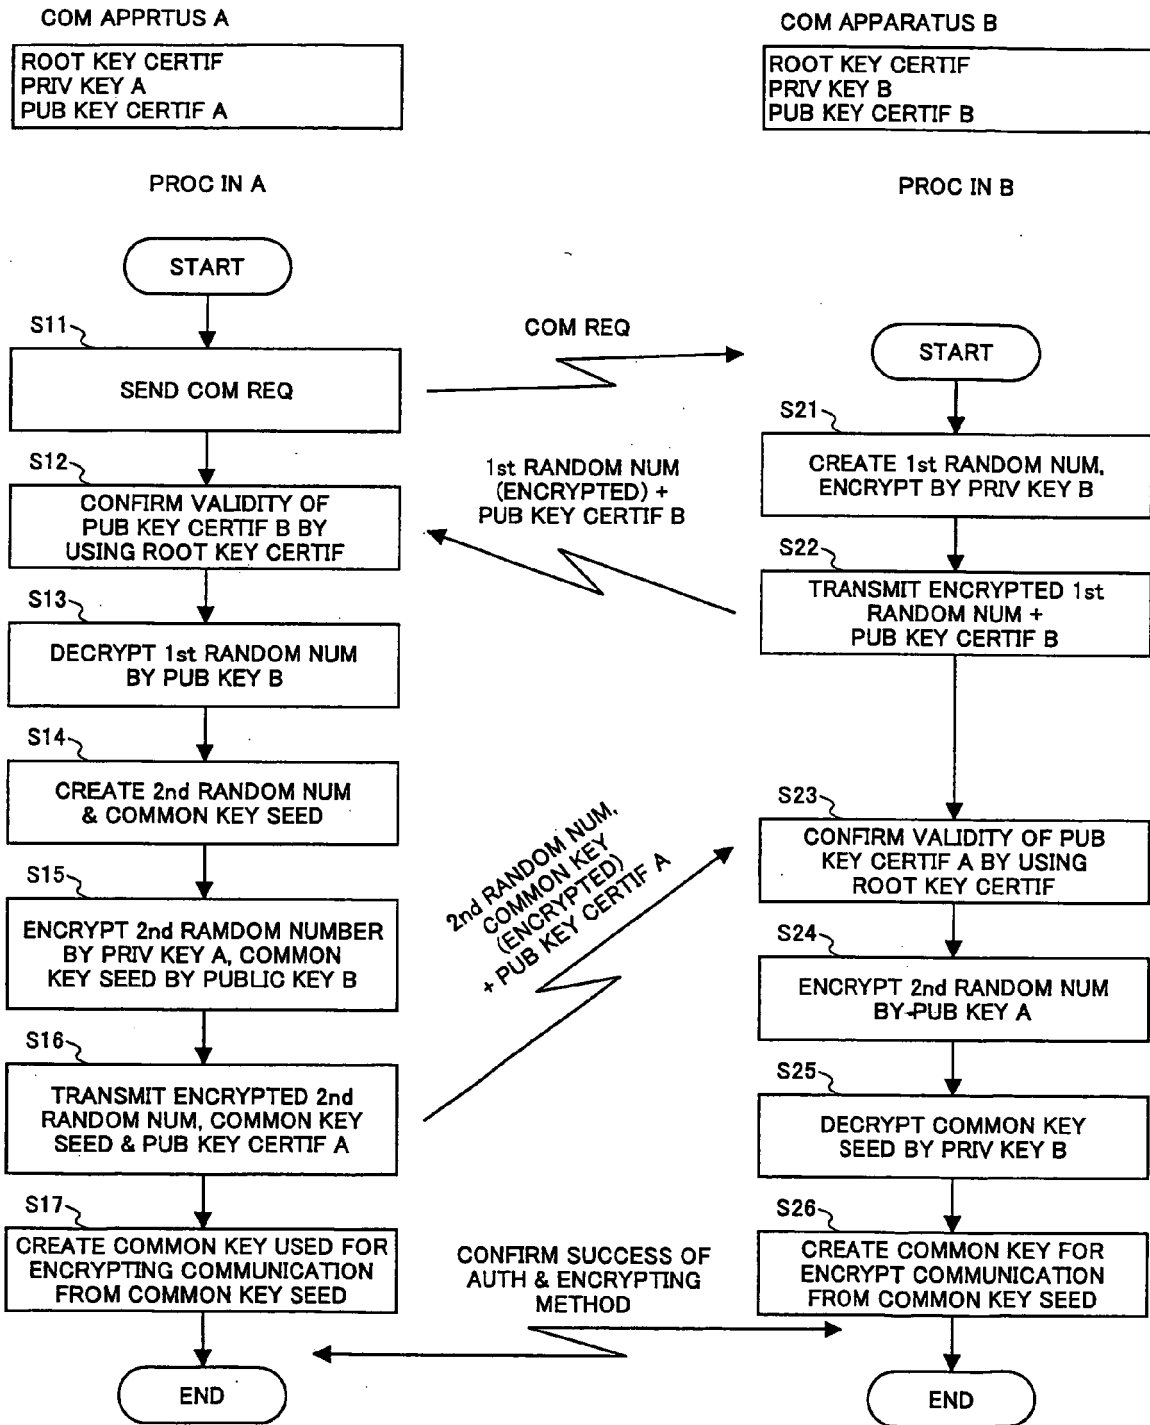 COM APPRTUS A
ROOT KEY CERTIF
PRIV KEY A
PUB KEY CERTIF A
COM APPARATUS B
ROOT KEY CERTIF
PRIV KEY B
PUB KEY CERTIF B
PROC IN A
PROC IN B
START
S11
SEND COM REQ
COM REQ
START
S21
CREATE 1st RANDOM NUM,
ENCRYPT BY PRIV KEY B
S12
CONFIRM VALIDITY OF
PUB KEY CERTIF B BY
USING ROOT KEY CERTIF
1st RANDOM NUM
(ENCRYPTED) +
PUB KEY CERTIF B
S22
TRANSMIT ENCRYPTED 1st
RANDOM NUM +
PUB KEY CERTIF B
S13
DECRYPT 1st RANDOM NUM
BY PUB KEY B
S14
CREATE 2nd RANDOM NUM
& COMMON KEY SEED
S15
ENCRYPT 2nd RAMDOM NUMBER
BY PRIV KEY A, COMMON
KEY SEED BY PUBLIC KEY B
S16
TRANSMIT ENCRYPTED 2nd
RANDOM NUM, COMMON KEY
SEED & PUB KEY CERTIF A
2nd RANDOM NUM,
COMMON KEY
(ENCRYPTED)
+ PUB KEY CERTIF A
S23
CONFIRM VALIDITY OF PUB
KEY CERTIF A BY USING
ROOT KEY CERTIF
S24
ENCRYPT 2nd RANDOM NUM
BY PUB KEY A
S25
DECRYPT COMMON KEY
SEED BY PRIV KEY B
S17
CREATE COMMON KEY USED FOR
ENCRYPTING COMMUNICATION
FROM COMMON KEY SEED
CONFIRM SUCCESS OF
AUTH & ENCRYPTING
METHOD
S26
CREATE COMMON KEY FOR
ENCRYPT COMMUNICATION
FROM COMMON KEY SEED
END
END